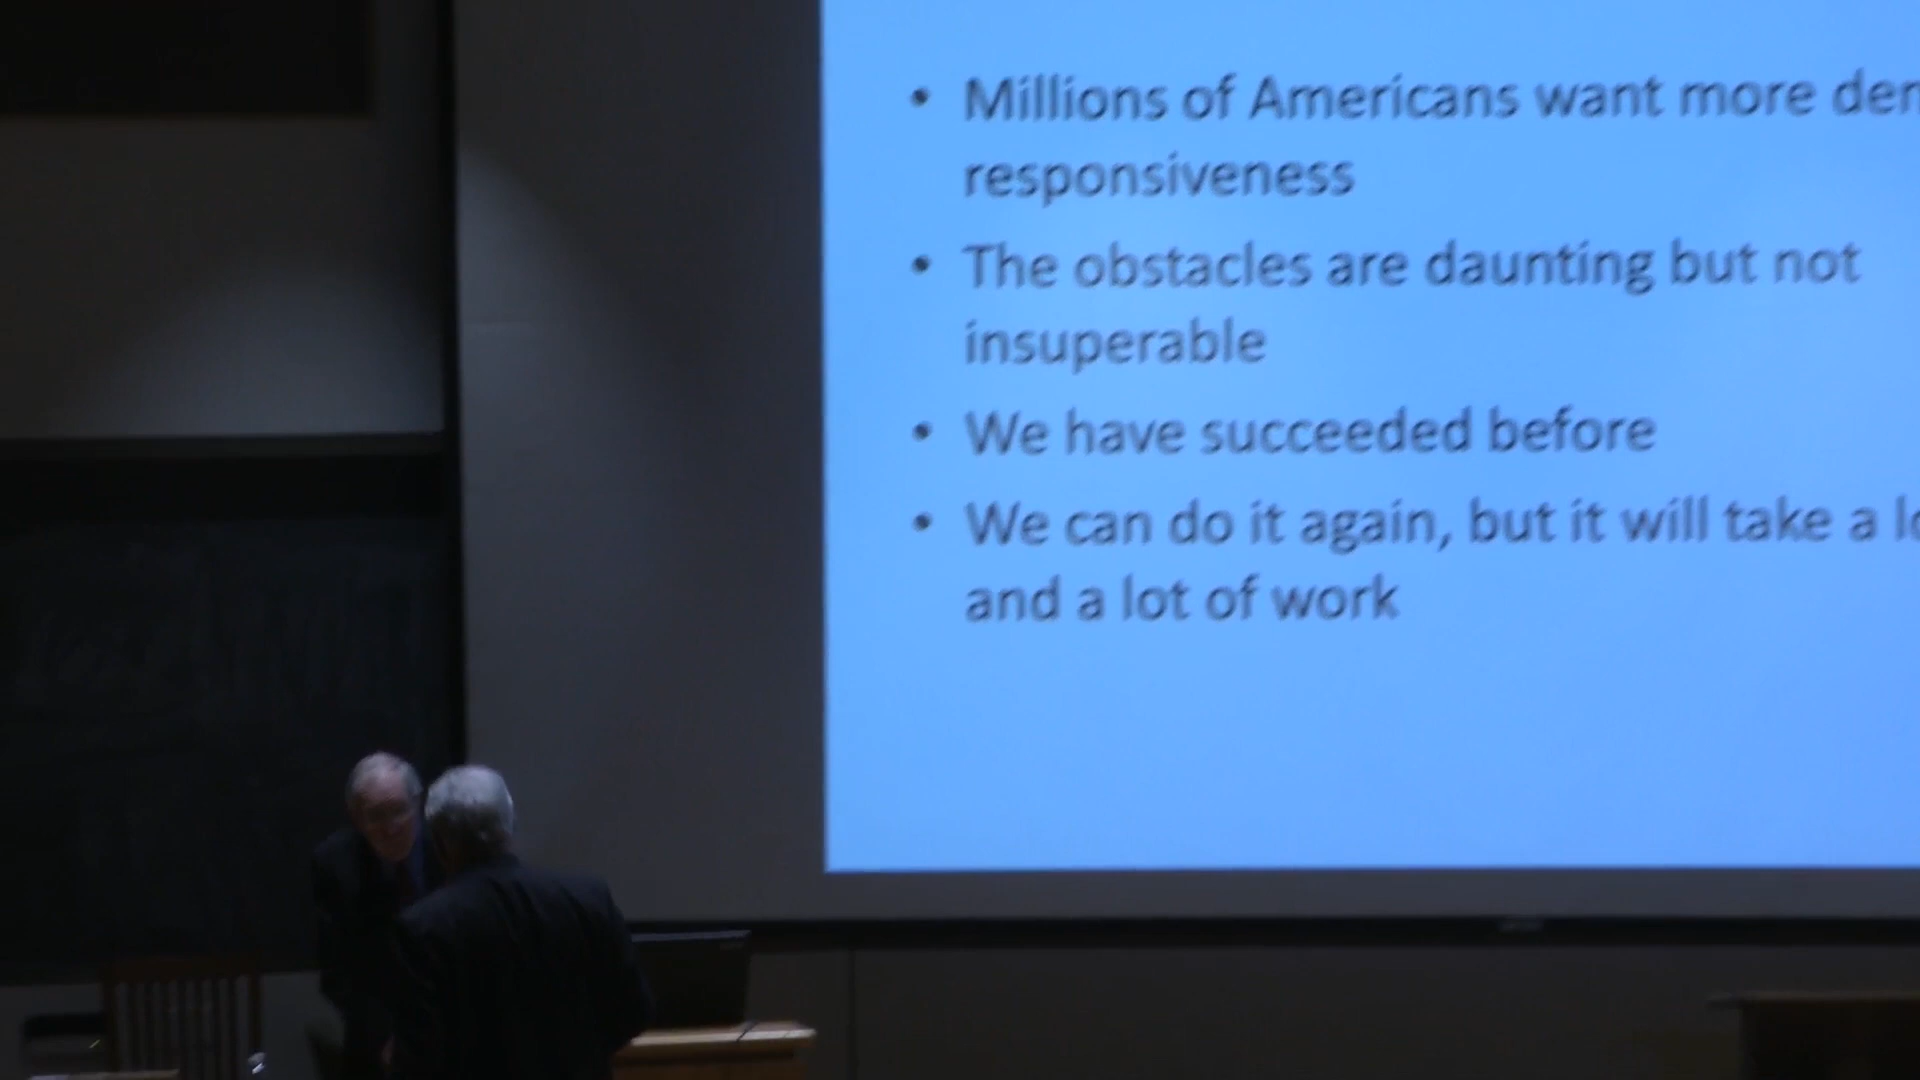 • Millions of Americans want more
responsiveness
• The obstacles are daunting but not
insuperable
• We have succeeded before
• We can do it again, but it will take a
and a lot of work